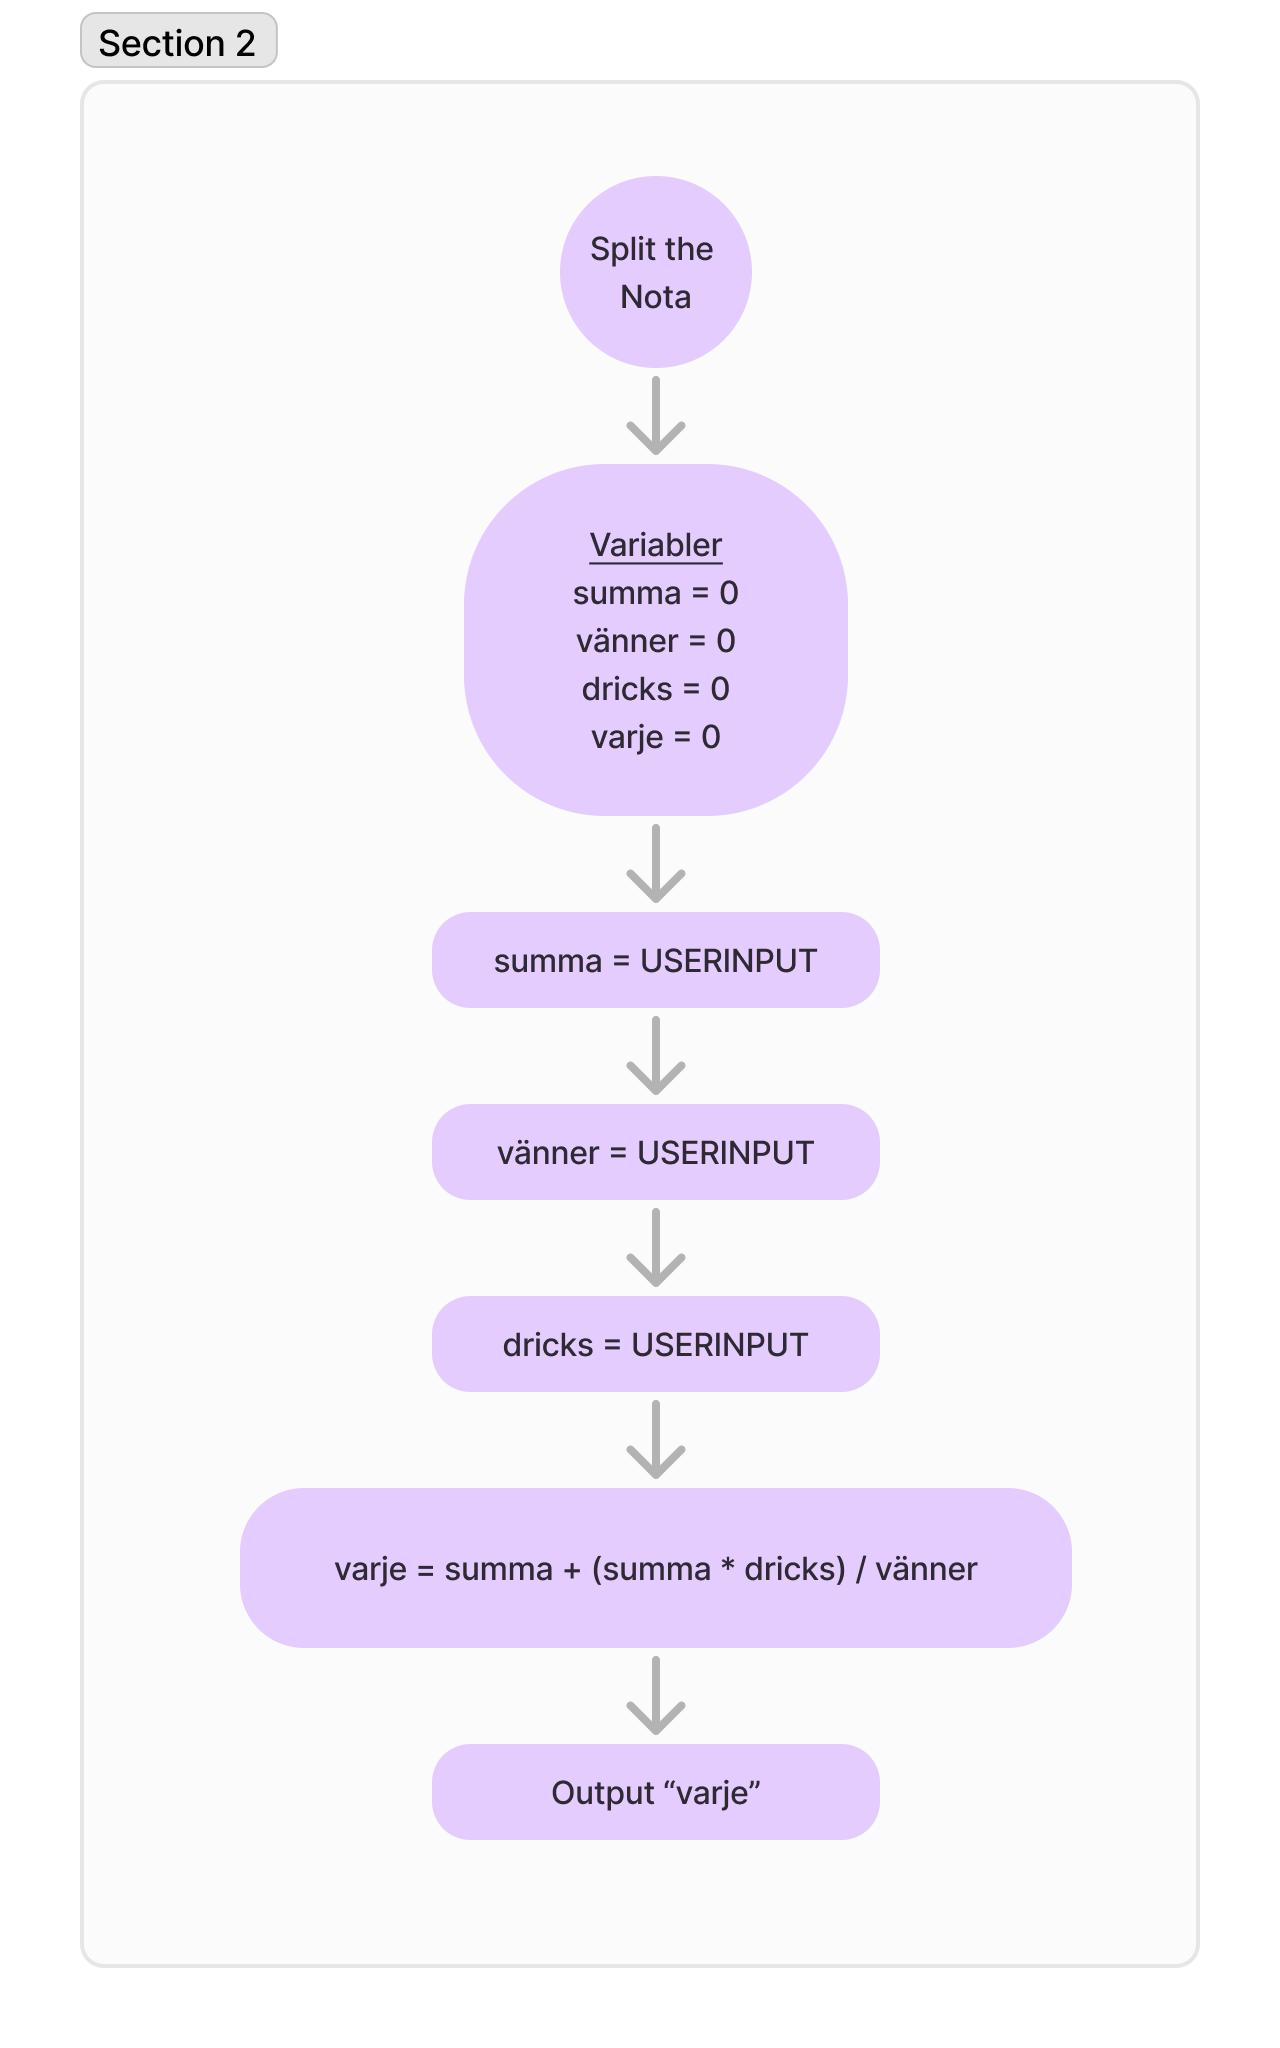 Section 2
Split the
Nota
Variabler
summa = 0
vänner = 0
dricks = 0
varje = 0
summa = USERINPUT
vänner = USERINPUT
dricks = USERINPUT
varje = summa + (summa * dricks) / vänner
Output “varje”